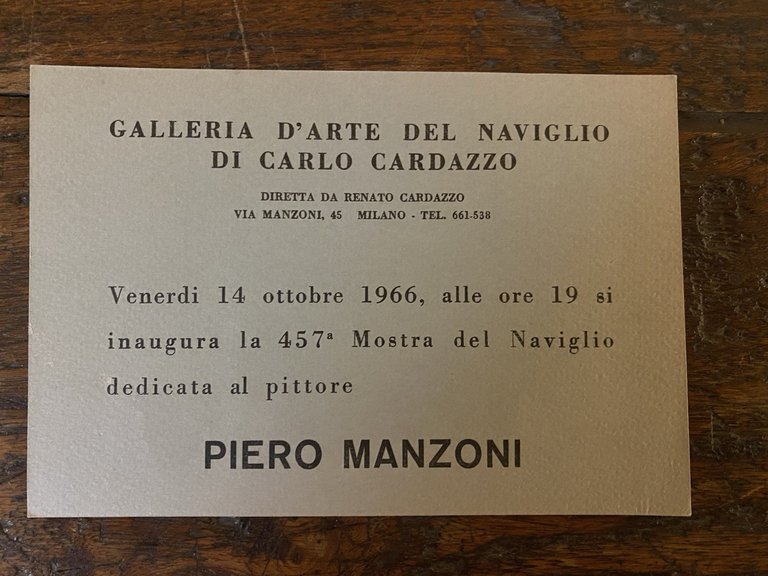 GALLERIA D'ARTE DEL NAVIGLIO
DI CARLO CARDAZZO
DIRETTA DA RENATO CARDAZZO
VIA MANZONI, 45 MILANO - TEL. 661-538
Venerdi 14 ottobre 1966, alle ore 19 si
inaugura la 457ª Mostra del Naviglio
dedicata al pittore
PIERO MANZONI